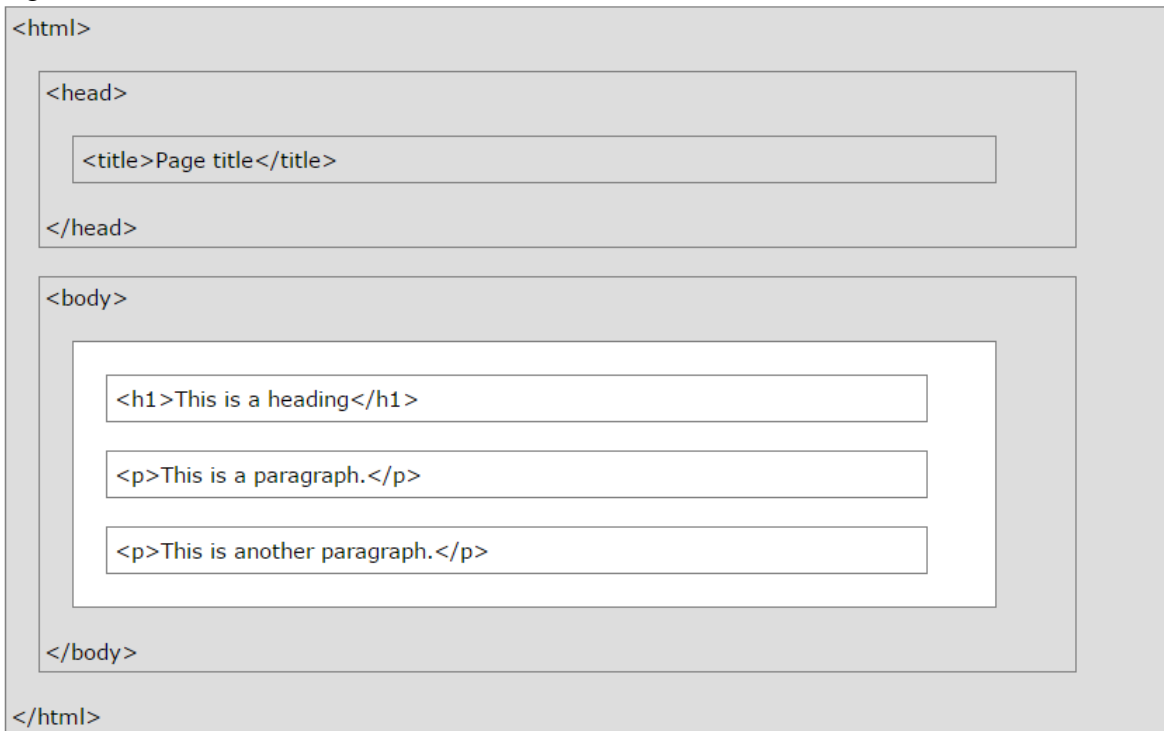 <html>
<head>
<title>Page title</title>
</head>
<body>
<h1>This is a heading</h1>
<p>This is a paragraph.</p>
<p>This is another paragraph.</p>
</body>
</html>